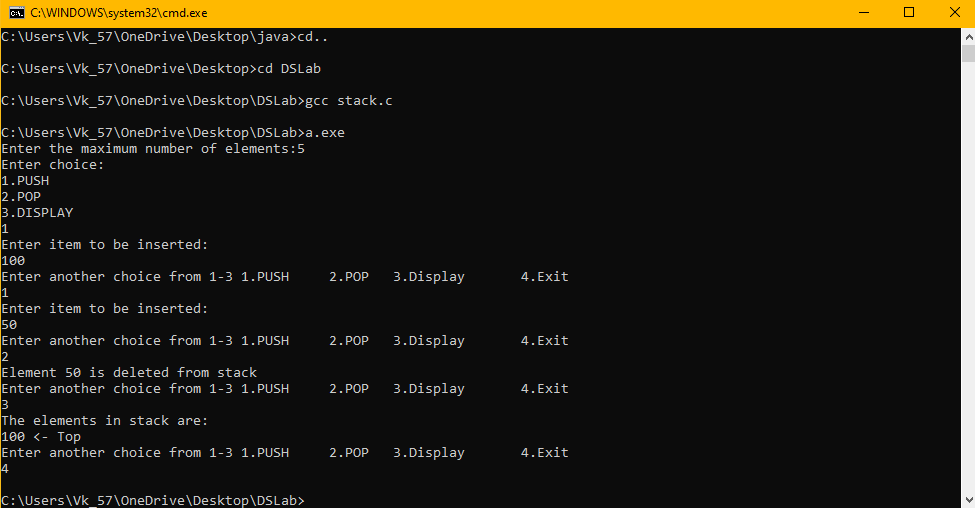 C:\WINDOWS\system32\cmd.exe
C:\Users\Vk_57\OneDrive\Desktop\java>cd..
C:\Users\Vk_57\OneDrive\Desktop>cd DSLab
C:\Users\Vk_57\OneDrive\Desktop\DSLab>gcc stack.c
C:\Users\Vk_57\OneDrive\Desktop\DSLab>a.exe
Enter the maximum number of elements:5
Enter choice:
1.PUSH
2.POP
3.DISPLAY
1
Enter item to be inserted:
100
Enter another choice from 1-3 1.PUSH     2.POP   3.Display       4.Exit
1
Enter item to be inserted:
50
Enter another choice from 1-3 1.PUSH     2.POP   3.Display       4.Exit
2
Element 50 is deleted from stack
Enter another choice from 1-3 1.PUSH     2.POP   3.Display       4.Exit
3
The elements in stack are:
100 <- Top
Enter another choice from 1-3 1.PUSH     2.POP   3.Display       4.Exit
4
C:\Users\Vk_57\OneDrive\Desktop\DSLab>